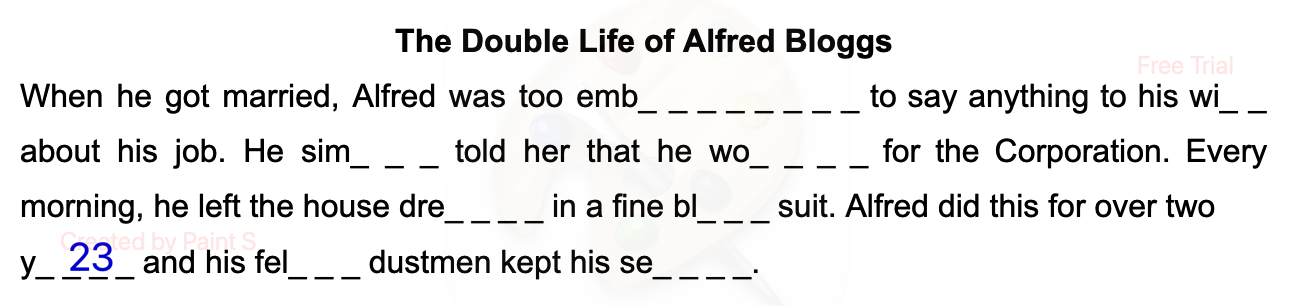 The Double Life of Alfred Bloggs
Free Trial
When he got married, Alfred was too emb_ _ _ _ _ _ _ _ to say anything to his wi_ _
about his job. He sim_ _ _ told her that he wo_ _ _ _ for the Corporation. Every
morning, he left the house dre_ _ _ _ in a fine bl_ _ _ suit. Alfred did this for over two
Created by Paint S
y_ _ _ _ 23 and his fel_ _ _ dustmen kept his se_ _ _ _.